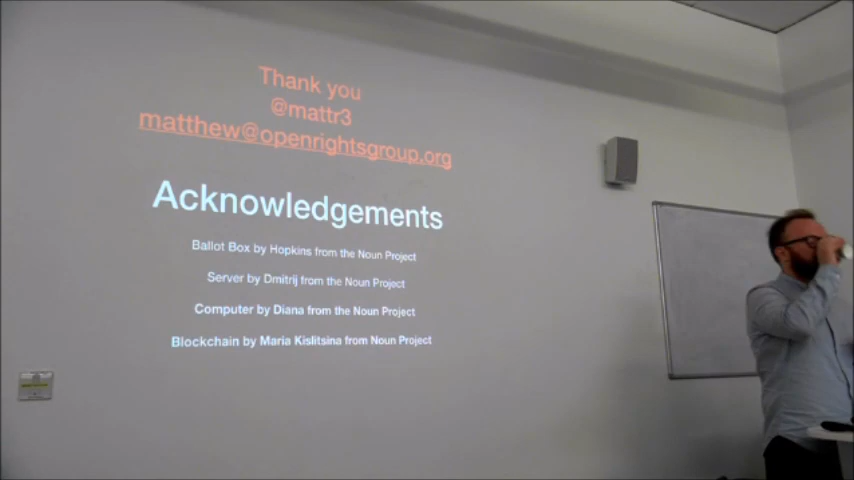 Thank you
@mattr3
matthew@openrightsgroup.org
Acknowledgements
Ballot Box by Hopkins from the Noun Project
Server by Dmitrij from the Noun Project
Computer by Diana from the Noun Project
Blockchain by Maria Kislitsina from Noun Project